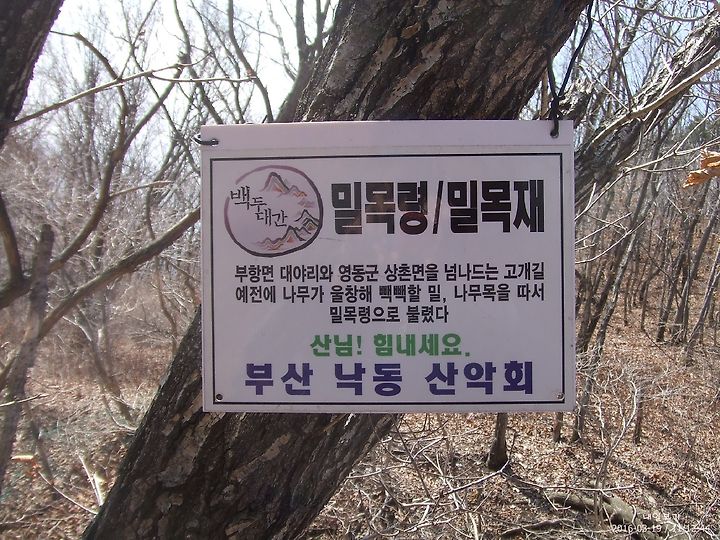 백두
대간
밀목령/밀목재
부항면 대야리와 영동군 상촌면을 넘나드는 고개길
예전에 나무가 울창해 빽빽할 밀, 나무목을 따서
밀목령으로 불렸다
산님! 힘내세요.
부산 낙동 산악회